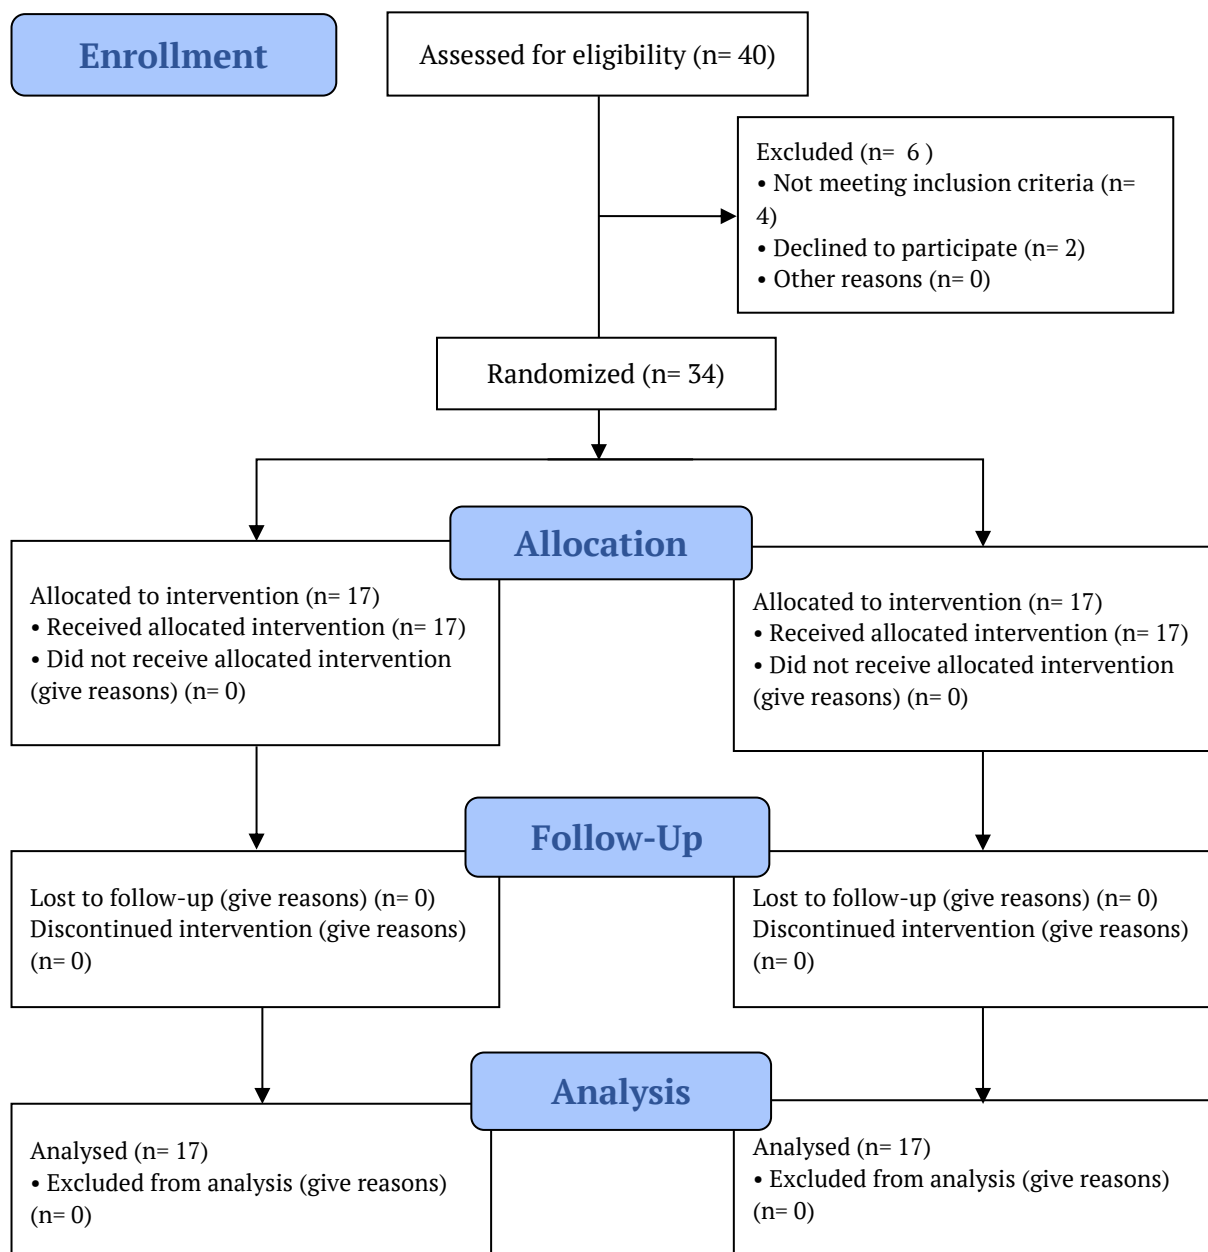 Enrollment
Assessed for eligibility (n= 40)
Excluded (n=  6 )
• Not meeting inclusion criteria (n=
4)
• Declined to participate (n= 2)
• Other reasons (n= 0)
Randomized (n= 34)
Allocation
Allocated to intervention (n= 17)
• Received allocated intervention (n= 17)
• Did not receive allocated intervention
(give reasons) (n= 0)
Allocated to intervention (n= 17)
• Received allocated intervention (n= 17)
• Did not receive allocated intervention
(give reasons) (n= 0)
Follow-Up
Lost to follow-up (give reasons) (n= 0)
Discontinued intervention (give reasons)
(n= 0)
Lost to follow-up (give reasons) (n= 0)
Discontinued intervention (give reasons)
(n= 0)
Analysis
Analysed (n= 17)
• Excluded from analysis (give reasons)
(n= 0)
Analysed (n= 17)
• Excluded from analysis (give reasons)
(n= 0)